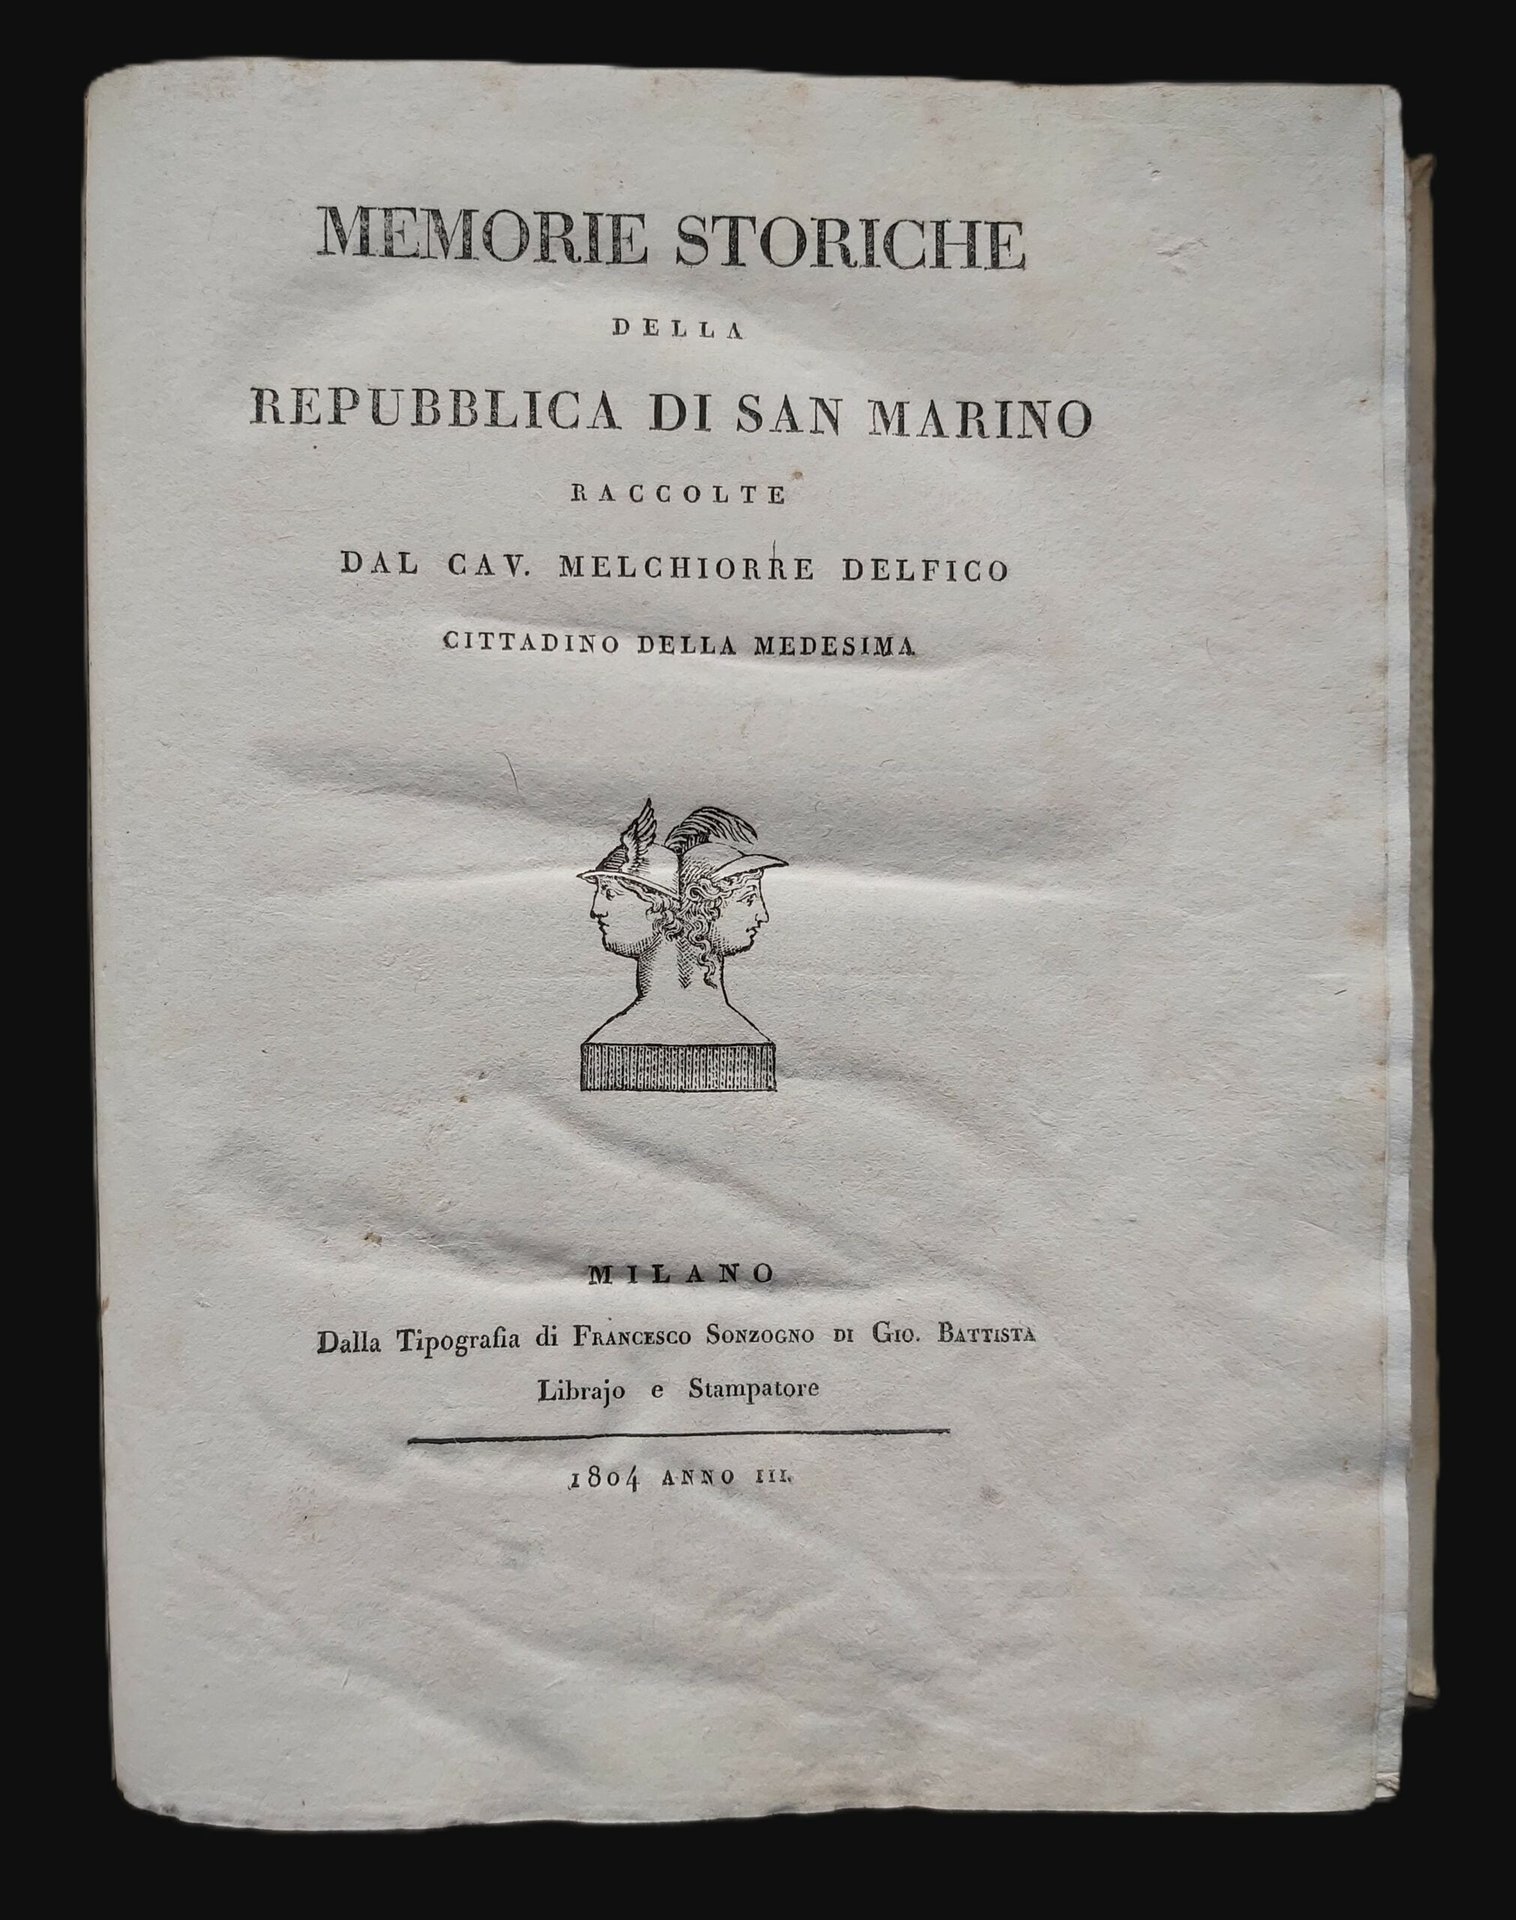 MEMORIE STORICHE
DELLA
REPUBBLICA DI SAN MARINO
RACCOLTE
DAL CAV. MELCHIORRE DELFICO
CITTADINO DELLA MEDESIMA
MILANO
Dalla Tipografia di FRANCESCO SONZOGNO DI GIO. BATTISTA
Librajo e Stampatore
1804 ANNO III.